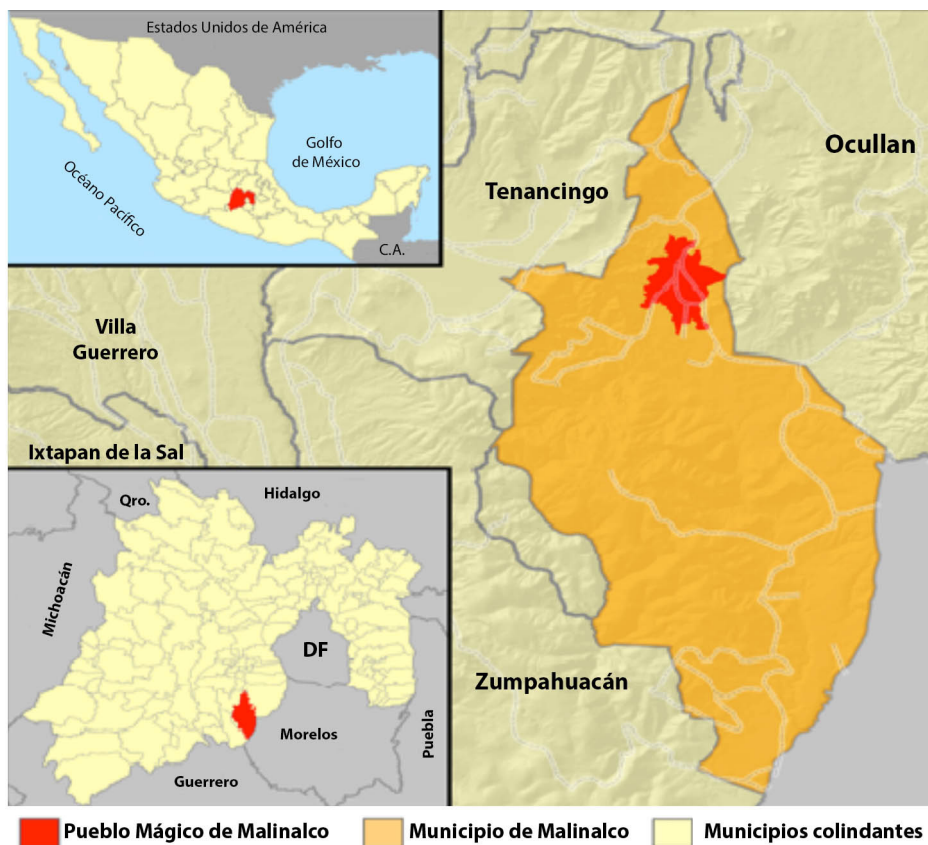 Estados Unidos de América
Golfo
de México
Océano Pacífico
C.A.
Ocullan
Tenancingo
Villa
Guerrero
Ixtapan de la Sal
Zumpahuacán
Qro.
Hidalgo
Michoacán
DF
Morelos
Puebla
Guerrero
Pueblo Mágico de Malinalco
Municipio de Malinalco
Municipios colindantes